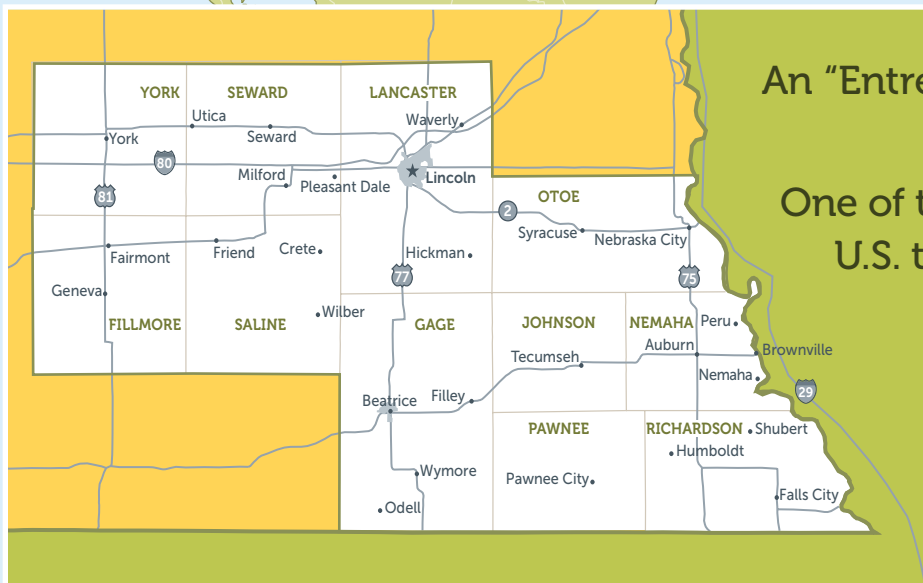 An "Entre
One of t
U.S. t
YORK
SEWARD
LANCASTER
Utica
Waverly
York
Seward
80
Milford
Pleasant Dale
Lincoln
81
OTOE
2
Syracuse
Nebraska City
Fairmont
Friend
Crete
Hickman
77
75
Geneva
Wilber
FILLMORE
SALINE
GAGE
JOHNSON
NEMAHA
Peru
Tecumseh
Auburn
Brownville
Nemaha
29
Beatrice
Filley
PAWNEE
RICHARDSON
Shubert
Humboldt
Wymore
Pawnee City
Odell
Falls City